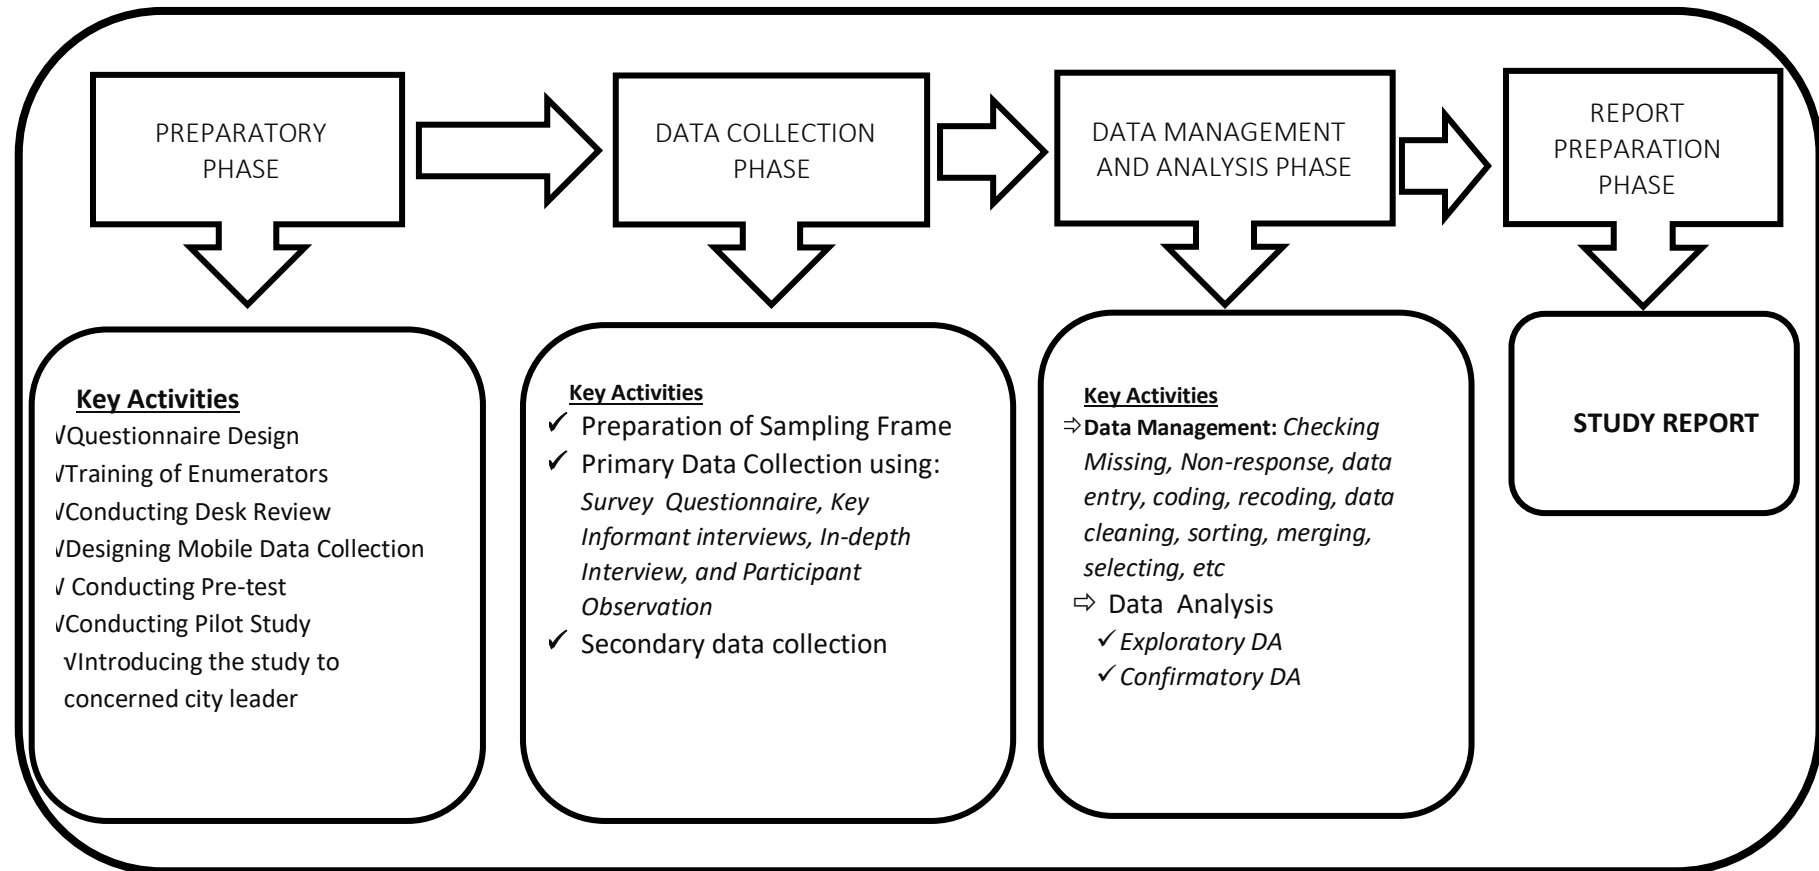 PREPARATORY
PHASE
DATA COLLECTION
PHASE
DATA MANAGEMENT
AND ANALYSIS PHASE
REPORT
PREPARATION
PHASE
Key Activities
√Questionnaire Design
√Training of Enumerators
√Conducting Desk Review
√Designing Mobile Data Collection
√ Conducting Pre-test
√Conducting Pilot Study
√Introducing the study to
concerned city leader
Key Activities
✓ Preparation of Sampling Frame
✓ Primary Data Collection using:
Survey Questionnaire, Key
Informant interviews, In-depth
Interview, and Participant
Observation
✓ Secondary data collection
Key Activities
⇨Data Management: Checking
Missing, Non-response, data
entry, coding, recoding, data
cleaning, sorting, merging,
selecting, etc
⇨ Data Analysis
✓ Exploratory DA
✓ Confirmatory DA
STUDY REPORT